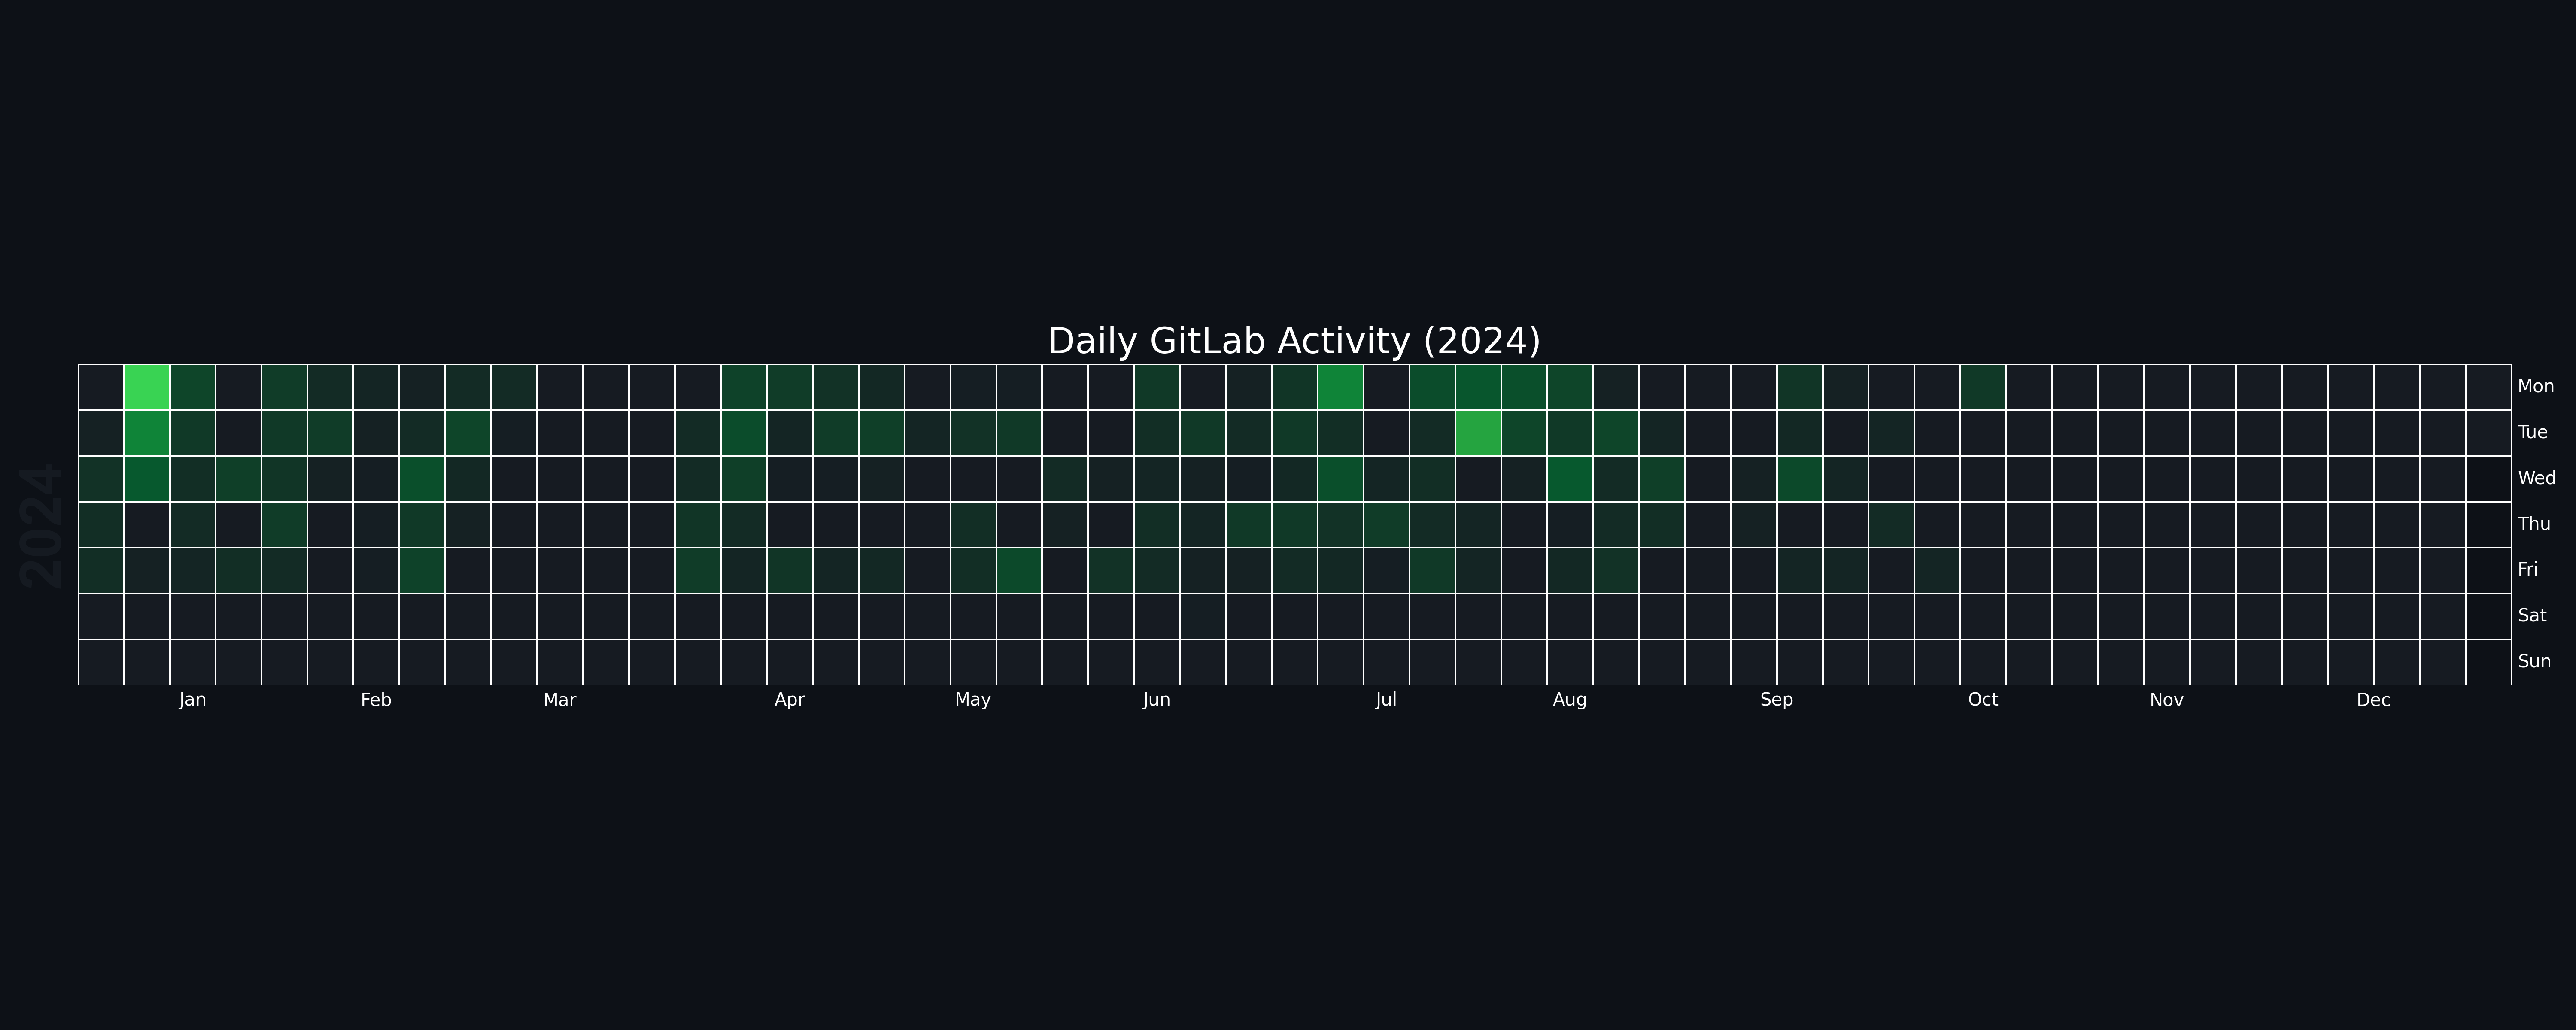 Daily GitLab Activity (2024)
2024
Mon
Tue
Wed
Thu
Fri
Sat
Sun
Jan Feb Mar Apr May Jun Jul Aug Sep Oct Nov Dec